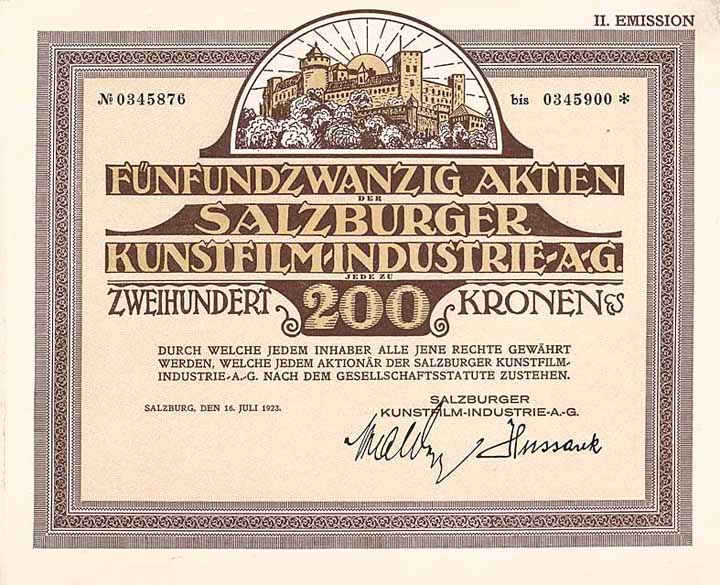 II. EMISSION
№ 0345876 bis 0345900 *
FÜNFUNDZWANZIG AKTIEN
DER
SALZBURGER
KUNSTFILM-INDUSTRIE-A.G.
JEDE ZU
ZWEIHUNDERT 200 KRONEN
DURCH WELCHE JEDEM INHABER ALLE JENE RECHTE GEWÄHRT
WERDEN, WELCHE JEDEM AKTIONÄR DER SALZBURGER KUNSTFILM-
INDUSTRIE-A.-G. NACH DEM GESELLSCHAFTSSTATUTE ZUSTEHEN.
SALZBURG, DEN 16. JULI 1923.
SALZBURGER
KUNSTFILM-INDUSTRIE-A.-G.
Hussarek